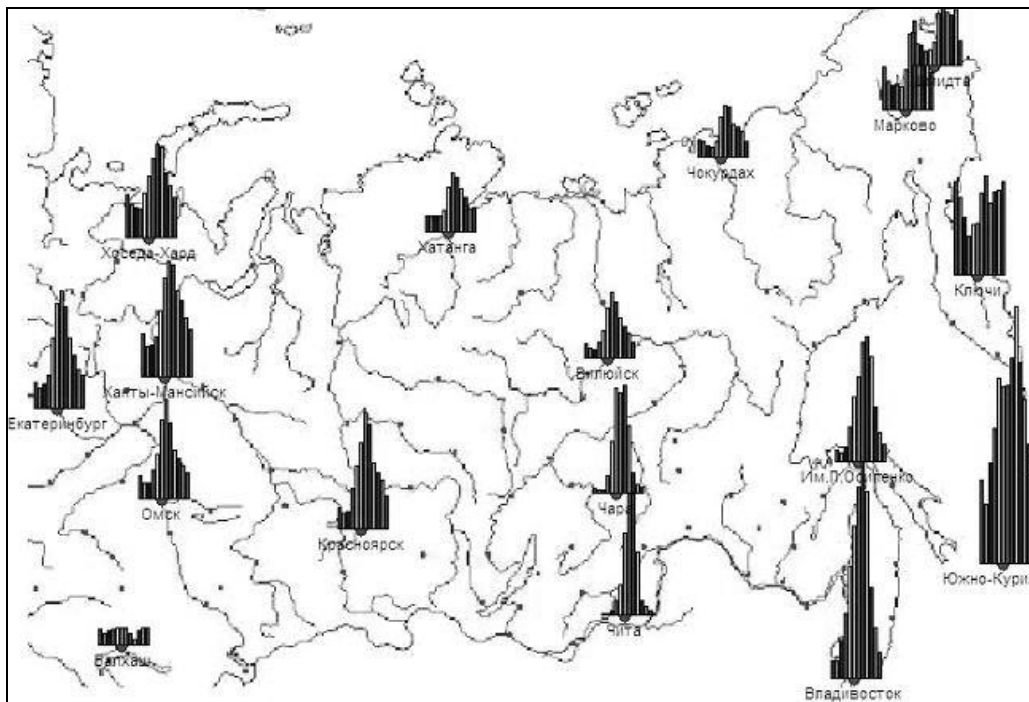 Марково
Чокурдах
Хоседа-Хард
Хатанга
Ключи
Вилюйск
Ханты-Мансийск
Екатеринбург
Им.П.Осипенко
Чара
Омск
Красноярск
Южно-Кури
Чита
Балхаш
Владивосток